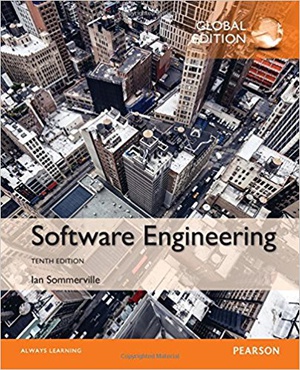 GLOBAL
EDITION
Software Engineering
TENTH EDITION
Ian Sommerville
ALWAYS LEARNING
PEARSON